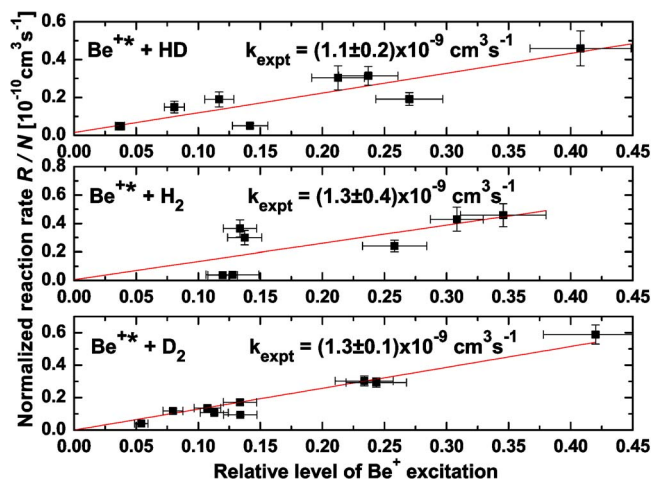 Normalized reaction rate R / N [10⁻¹⁰ cm³s⁻¹]
Be⁺* + HD k_expt = (1.1±0.2)x10⁻⁹ cm³s⁻¹
0.6
0.4
0.2
0.0
0.00 0.05 0.10 0.15 0.20 0.25 0.30 0.35 0.40 0.45
Be⁺* + H₂ k_expt = (1.3±0.4)x10⁻⁹ cm³s⁻¹
0.8
0.6
0.4
0.2
0.0
0.00 0.05 0.10 0.15 0.20 0.25 0.30 0.35 0.40 0.45
Be⁺* + D₂ k_expt = (1.3±0.1)x10⁻⁹ cm³s⁻¹
0.6
0.4
0.2
0.0
0.00 0.05 0.10 0.15 0.20 0.25 0.30 0.35 0.40 0.45
Relative level of Be⁺ excitation